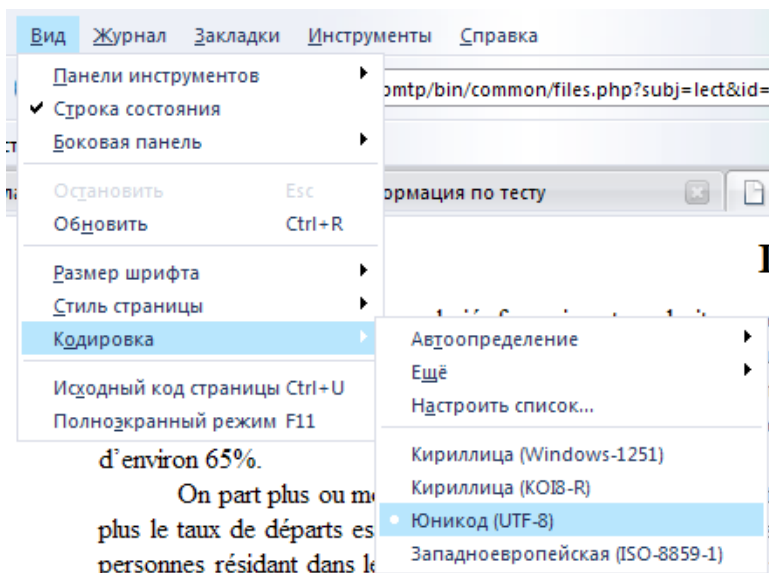 Вид Журнал Закладки Инструменты Справка
Панели инструментов
Строка состояния
Боковая панель
Остановить Esc
Обновить Ctrl+R
Размер шрифта
Стиль страницы
Кодировка
Исходный код страницы Ctrl+U
Полноэкранный режим F11
Автоопределение
Ещё
Настроить список...
Кириллица (Windows-1251)
Кириллица (KOI8-R)
Юникод (UTF-8)
Западноевропейская (ISO-8859-1)
/bin/common/files.php?subj=lect&id=
по тесту
d'environ 65%.
On part plus ou
plus le taux de départs
personnes résidant dans